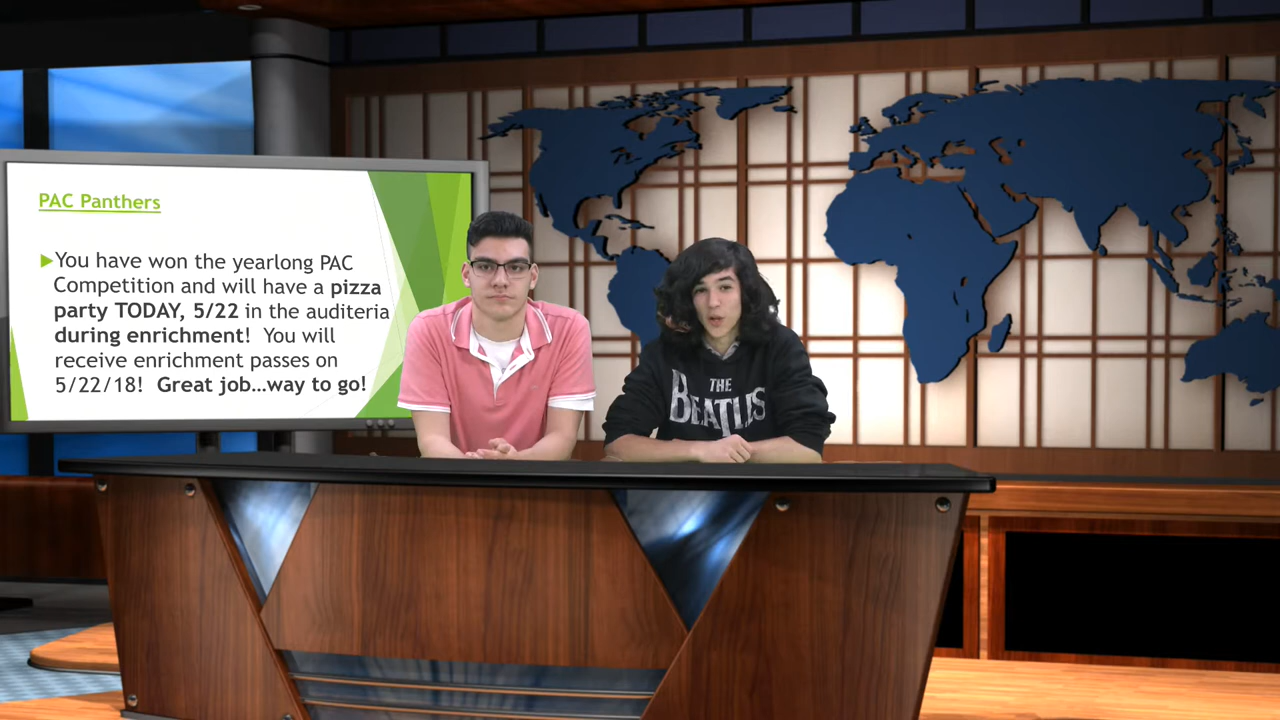 PAC Panthers
You have won the yearlong PAC
Competition and will have a pizza
party TODAY, 5/22 in the auditeria
during enrichment! You will
receive enrichment passes on
5/22/18! Great job...way to go!
THE
BEATLES